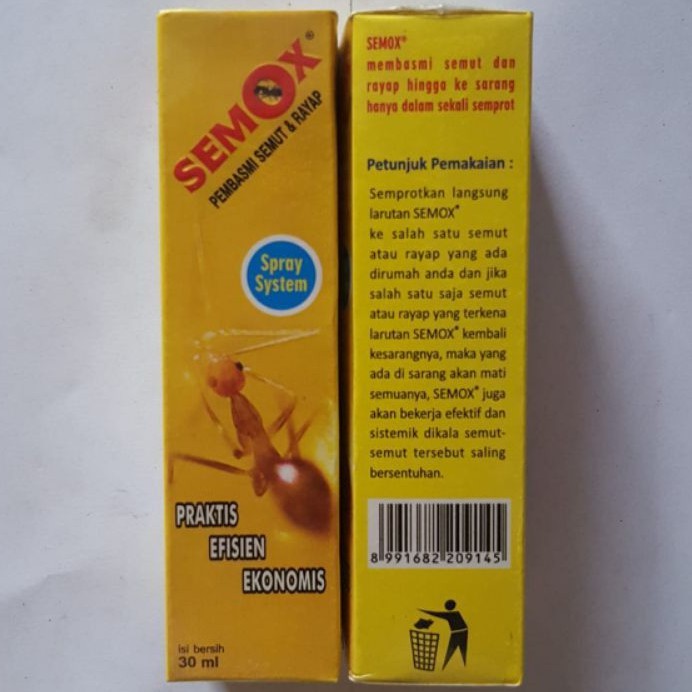 SEMOX®
PEMBASMI SEMUT & RAYAP
Spray
System
PRAKTIS
EFISIEN
EKONOMIS
isi bersih
30 ml
SEMOX®
membasmi semut dan
rayap hingga ke sarang
hanya dalam sekali semprot
Petunjuk Pemakaian :
Semprotkan langsung
larutan SEMOX®
ke salah satu semut
atau rayap yang ada
dirumah anda dan jika
salah satu saja semut
atau rayap yang terkena
larutan SEMOX® kembali
kesarangnya, maka yang
ada di sarang akan mati
semuanya, SEMOX® juga
akan bekerja efektif dan
sistemik dikala semut-
semut tersebut saling
bersentuhan.
8 991682 209145